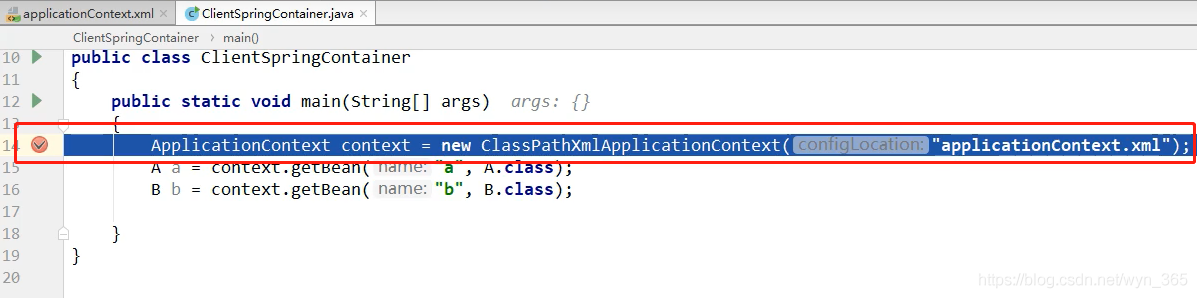 applicationContext.xml × ClientSpringContainer.java ×
ClientSpringContainer › main()
10 public class ClientSpringContainer
11 {
12 public static void main(String[] args) args: {}
13 {
14 ApplicationContext context = new ClassPathXmlApplicationContext( configLocation: "applicationContext.xml");
15 A a = context.getBean( name: "a", A.class);
16 B b = context.getBean( name: "b", B.class);
17
18 }
19 }
20
https://blog.csdn.net/wyn_365